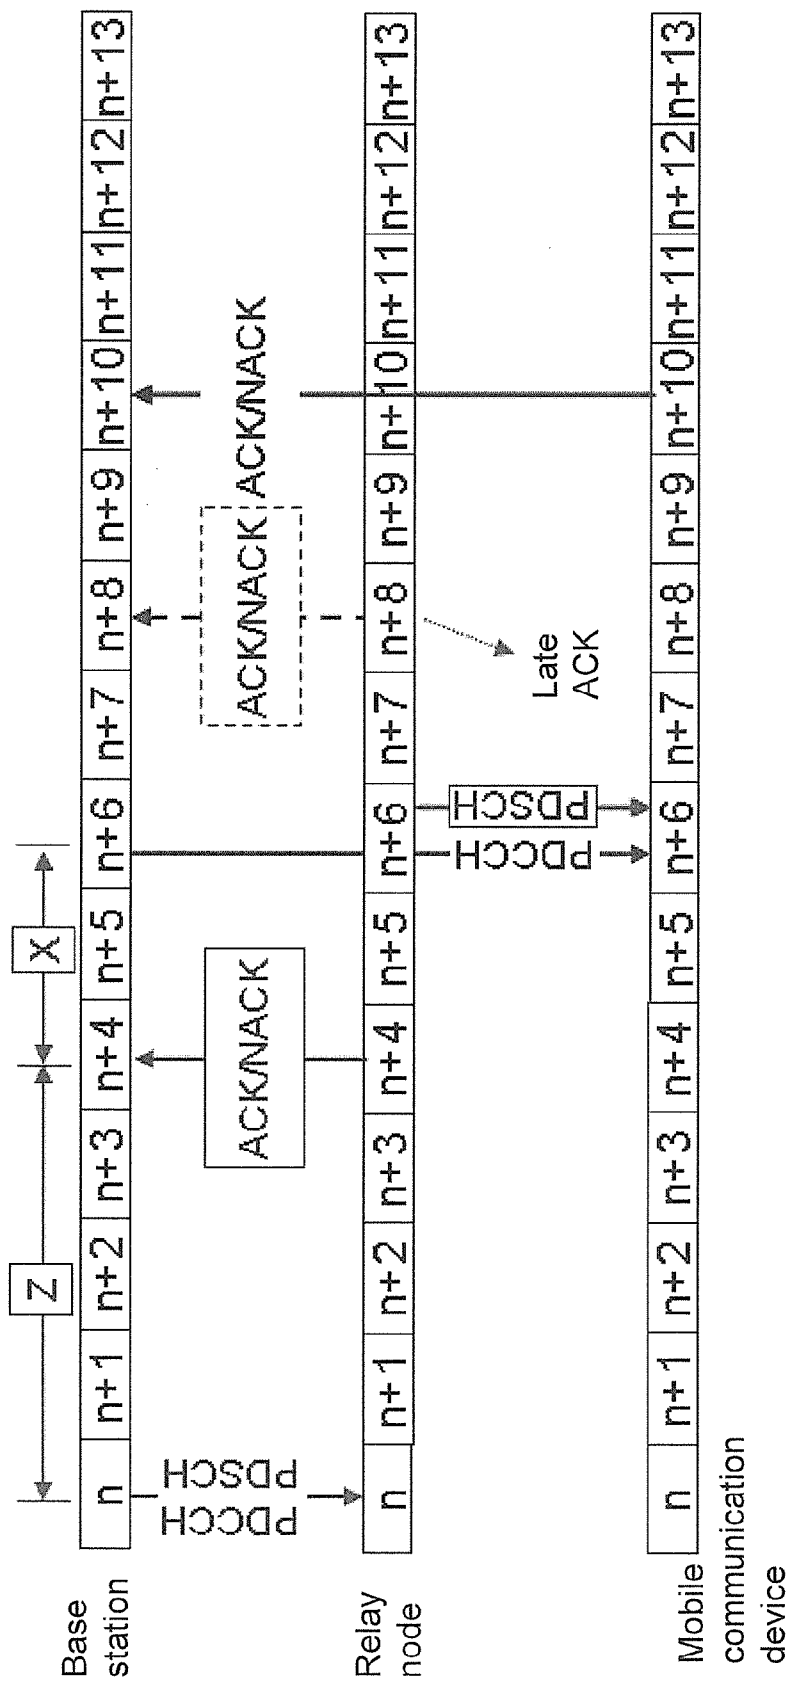 Z
X
Base
station
n
n+1
n+2
n+3
n+4
n+5
n+6
n+7
n+8
n+9
n+10
n+11
n+12
n+13
PDCCH
PDSCH
ACK/NACK
ACK/NACK
ACK/NACK
Relay
node
n
n+1
n+2
n+3
n+4
n+5
n+6
n+7
n+8
n+9
n+10
n+11
n+12
n+13
PDCCH
PDSCH
Late
ACK
Mobile
communication
device
n
n+1
n+2
n+3
n+4
n+5
n+6
n+7
n+8
n+9
n+10
n+11
n+12
n+13